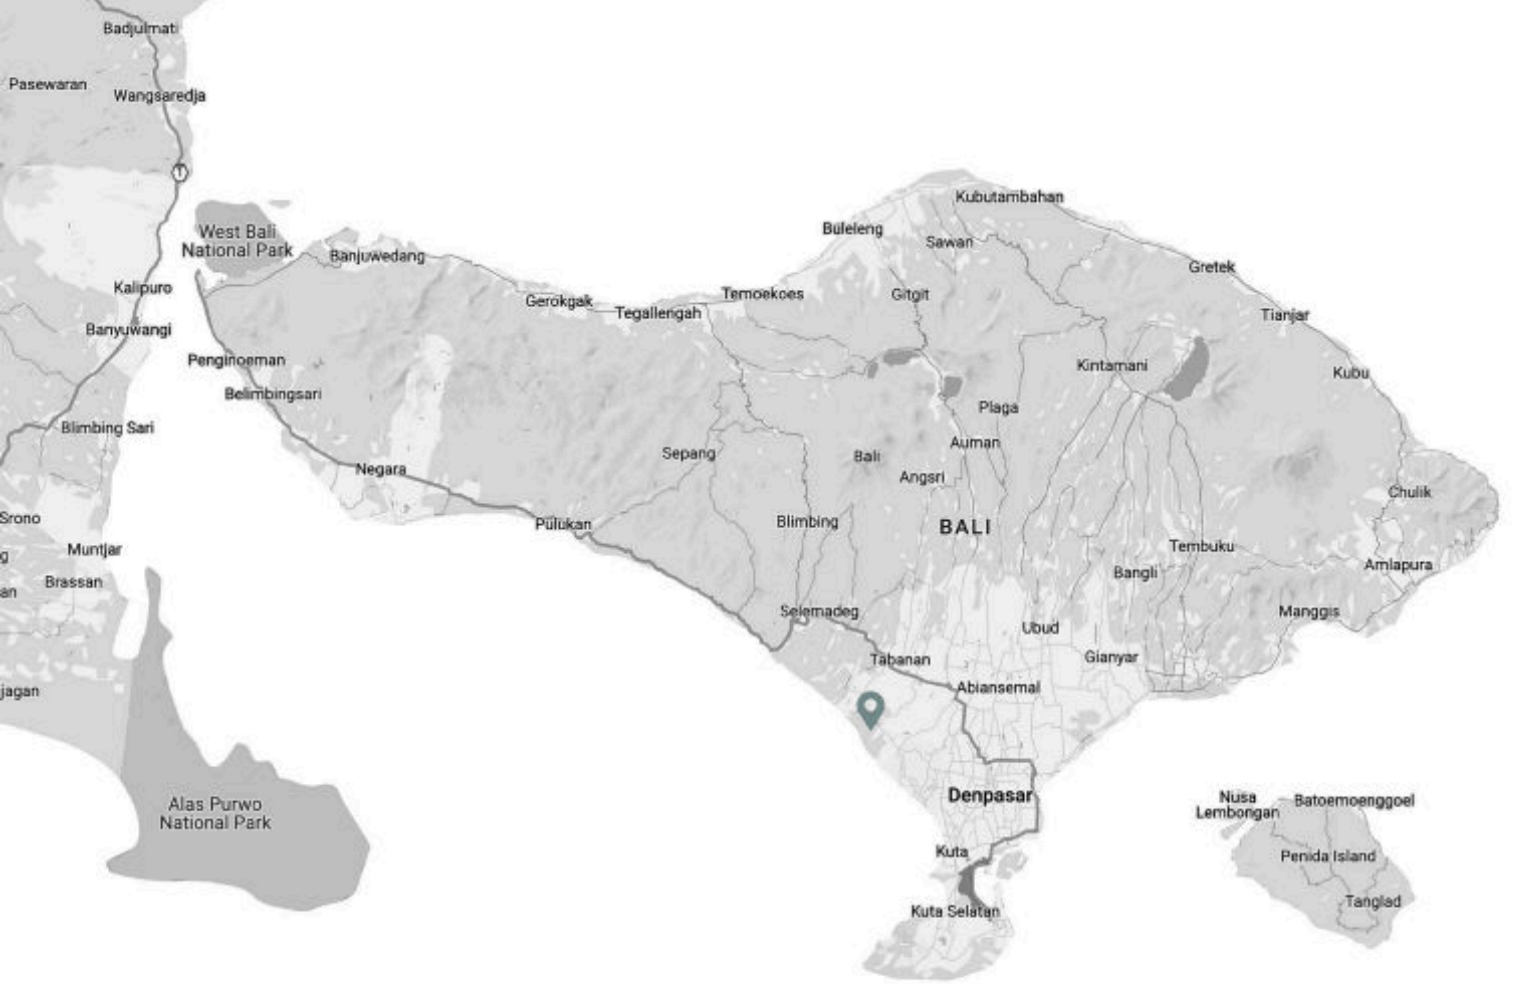 Badjulmati
Pasewaran
Wangsaredja
Kubutambahan
Buleleng
West Bali
National Park
Sawan
Banjuwedang
Gretek
Kalipuro
Temoekoes
Gitgit
Gerokgak
Tegallengah
Tianjar
Banyuwangi
Penginoeman
Kintamani
Kubu
Belimbingsari
Plaga
Blimbing Sari
Auman
Sepang
Bali
Negara
Angsri
Chulik
Srono
Pulukan
Blimbing
BALI
Muntjar
Tembuku
g
Amlapura
Bangli
Brassan
an
Selemadeg
Manggis
Ubud
Tabanan
Gianyar
Abiansemal
jagan
Denpasar
Nusa
Lembongan
Batoemoenggoel
Alas Purwo
National Park
Kuta
Penida Island
Tanglad
Kuta Selatan